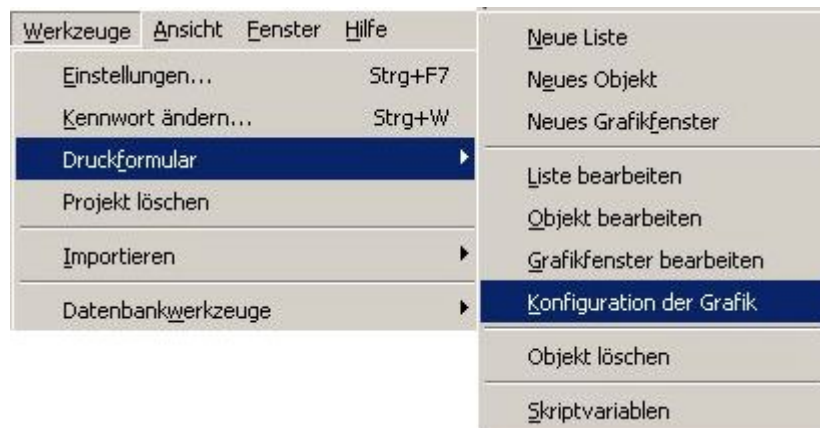 Werkzeuge Ansicht Fenster Hilfe
Einstellungen... Strg+F7
Kennwort ändern... Strg+W
Druckformular
Projekt löschen
Importieren
Datenbankwerkzeuge
Neue Liste
Neues Objekt
Neues Grafikfenster
Liste bearbeiten
Objekt bearbeiten
Grafikfenster bearbeiten
Konfiguration der Grafik
Objekt löschen
Skriptvariablen